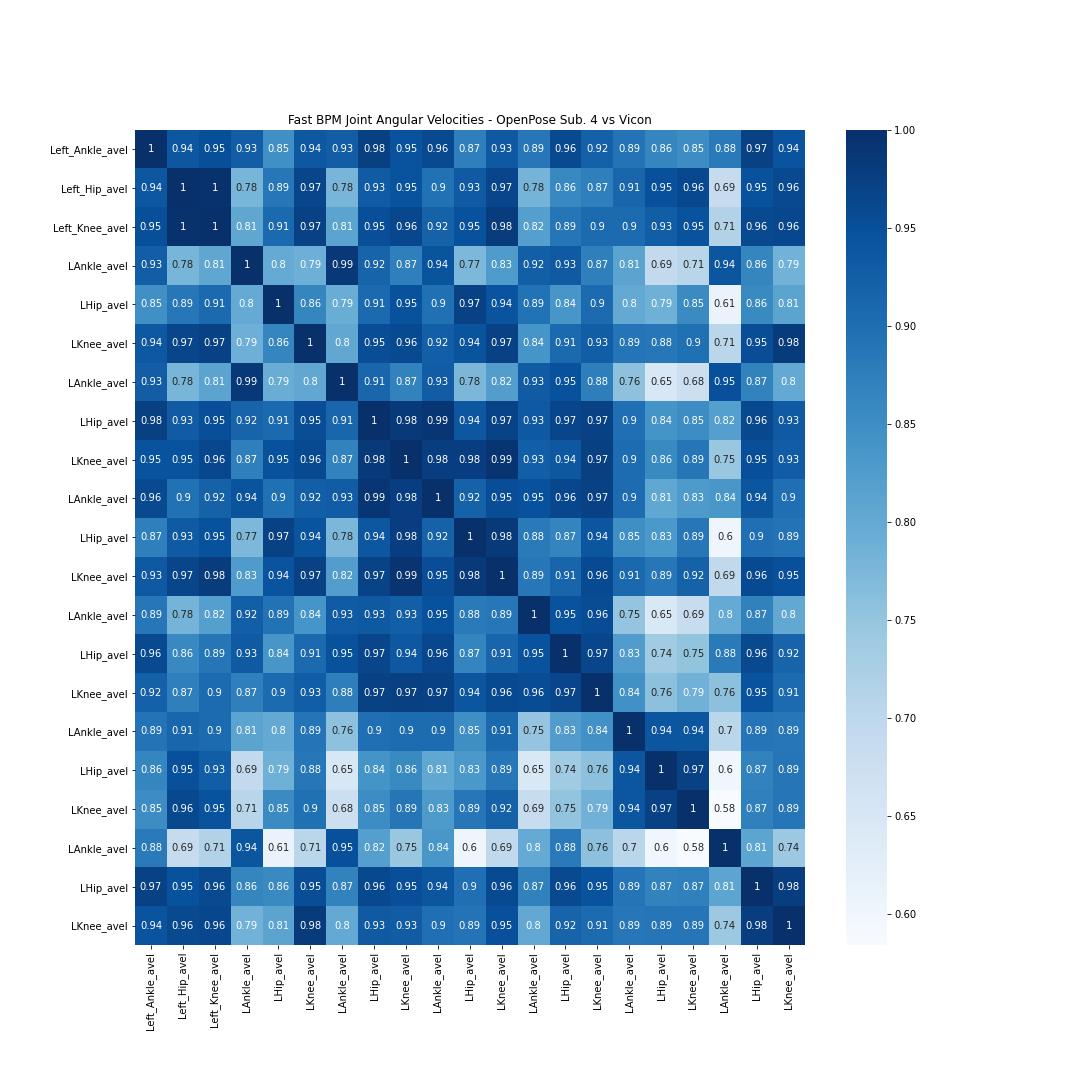 Fast BPM Joint Angular Velocities - OpenPose Sub. 4 vs Vicon
Left_Ankle_avel 1 0.94 0.95 0.93 0.85 0.94 0.93 0.98 0.95 0.96 0.87 0.93 0.89 0.96 0.92 0.89 0.86 0.85 0.88 0.97 0.94
Left_Hip_avel 0.94 1 1 0.78 0.89 0.97 0.78 0.93 0.95 0.9 0.93 0.97 0.78 0.86 0.87 0.91 0.95 0.96 0.69 0.95 0.96
Left_Knee_avel 0.95 1 1 0.81 0.91 0.97 0.81 0.95 0.96 0.92 0.95 0.98 0.82 0.89 0.9 0.9 0.93 0.95 0.71 0.96 0.96
LAnkle_avel 0.93 0.78 0.81 1 0.8 0.79 0.99 0.92 0.87 0.94 0.77 0.83 0.92 0.93 0.87 0.81 0.69 0.71 0.94 0.86 0.79
LHip_avel 0.85 0.89 0.91 0.8 1 0.86 0.79 0.91 0.95 0.9 0.97 0.94 0.89 0.84 0.9 0.8 0.79 0.85 0.61 0.86 0.81
LKnee_avel 0.94 0.97 0.97 0.79 0.86 1 0.8 0.95 0.96 0.92 0.94 0.97 0.84 0.91 0.93 0.89 0.88 0.9 0.71 0.95 0.98
LAnkle_avel 0.93 0.78 0.81 0.99 0.79 0.8 1 0.91 0.87 0.93 0.78 0.82 0.93 0.95 0.88 0.76 0.65 0.68 0.95 0.87 0.8
LHip_avel 0.98 0.93 0.95 0.92 0.91 0.95 0.91 1 0.98 0.99 0.94 0.97 0.93 0.97 0.97 0.9 0.84 0.85 0.82 0.96 0.93
LKnee_avel 0.95 0.95 0.96 0.87 0.95 0.96 0.87 0.98 1 0.98 0.98 0.99 0.93 0.94 0.97 0.9 0.86 0.89 0.75 0.95 0.93
LAnkle_avel 0.96 0.9 0.92 0.94 0.9 0.92 0.93 0.99 0.98 1 0.92 0.95 0.95 0.96 0.97 0.9 0.81 0.83 0.84 0.94 0.9
LHip_avel 0.87 0.93 0.95 0.77 0.97 0.94 0.78 0.94 0.98 0.92 1 0.98 0.88 0.87 0.94 0.85 0.83 0.89 0.6 0.9 0.89
LKnee_avel 0.93 0.97 0.98 0.83 0.94 0.97 0.82 0.97 0.99 0.95 0.98 1 0.89 0.91 0.96 0.91 0.89 0.92 0.69 0.96 0.95
LAnkle_avel 0.89 0.78 0.82 0.92 0.89 0.84 0.93 0.93 0.93 0.95 0.88 0.89 1 0.95 0.96 0.75 0.65 0.69 0.8 0.87 0.8
LHip_avel 0.96 0.86 0.89 0.93 0.84 0.91 0.95 0.97 0.94 0.96 0.87 0.91 0.95 1 0.97 0.83 0.74 0.75 0.88 0.96 0.92
LKnee_avel 0.92 0.87 0.9 0.87 0.9 0.93 0.88 0.97 0.97 0.97 0.94 0.96 0.96 0.97 1 0.84 0.76 0.79 0.76 0.95 0.91
LAnkle_avel 0.89 0.91 0.9 0.81 0.8 0.89 0.76 0.9 0.9 0.9 0.85 0.91 0.75 0.83 0.84 1 0.94 0.94 0.7 0.89 0.89
LHip_avel 0.86 0.95 0.93 0.69 0.79 0.88 0.65 0.84 0.86 0.81 0.83 0.89 0.65 0.74 0.76 0.94 1 0.97 0.6 0.87 0.89
LKnee_avel 0.85 0.96 0.95 0.71 0.85 0.9 0.68 0.85 0.89 0.83 0.89 0.92 0.69 0.75 0.79 0.94 0.97 1 0.58 0.87 0.89
LAnkle_avel 0.88 0.69 0.71 0.94 0.61 0.71 0.95 0.82 0.75 0.84 0.6 0.69 0.8 0.88 0.76 0.7 0.6 0.58 1 0.81 0.74
LHip_avel 0.97 0.95 0.96 0.86 0.86 0.95 0.87 0.96 0.95 0.94 0.9 0.96 0.87 0.96 0.95 0.89 0.87 0.87 0.81 1 0.98
LKnee_avel 0.94 0.96 0.96 0.79 0.81 0.98 0.8 0.93 0.93 0.9 0.89 0.95 0.8 0.92 0.91 0.89 0.89 0.89 0.74 0.98 1
Left_Ankle_avel
Left_Hip_avel
Left_Knee_avel
LAnkle_avel
LHip_avel
LKnee_avel
LAnkle_avel
LHip_avel
LKnee_avel
LAnkle_avel
LHip_avel
LKnee_avel
LAnkle_avel
LHip_avel
LKnee_avel
LAnkle_avel
LHip_avel
LKnee_avel
LAnkle_avel
LHip_avel
LKnee_avel
1.00
0.95
0.90
0.85
0.80
0.75
0.70
0.65
0.60